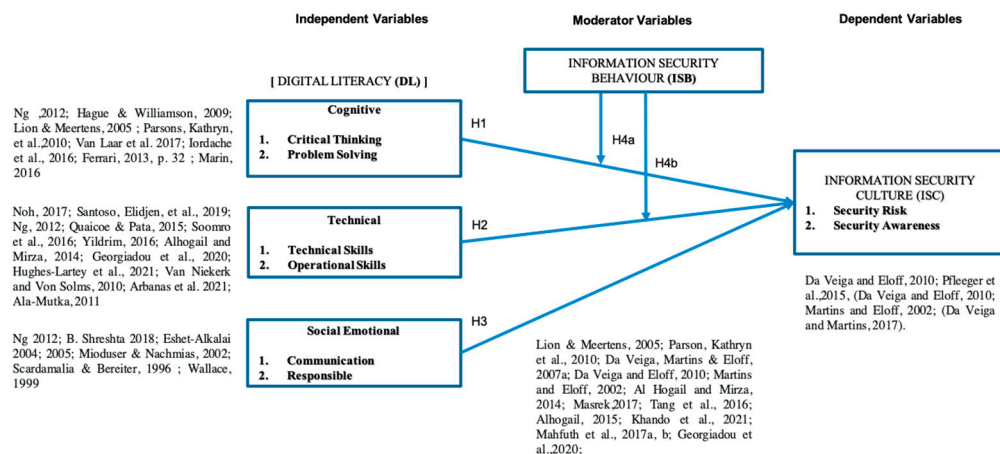 Independent Variables
Moderator Variables
Dependent Variables
[ DIGITAL LITERACY (DL) ]
INFORMATION SECURITY
BEHAVIOUR (ISB)
Ng ,2012; Hague & Williamson, 2009;
Lion & Meertens, 2005 ; Parsons, Kathryn,
et.,2010; Van Laar et al. 2017; Iordache
et al., 2016; Ferrari, 2013, p. 32 ; Marin,
2016
Cognitive
1. Critical Thinking
2. Problem Solving
H1
H4a
H4b
Noh, 2017; Santoso, Elidjen, et al., 2019;
Ng, 2012; Quaicoe & Pata, 2015; Soomro
et al., 2016; Yildrim, 2016; Alhogail and
Mirza, 2014; Georgiadou et al., 2020;
Hughes-Lartey et al., 2021; Van Niekerk
and Von Solms, 2010; Arbanas et al. 2021;
Ala-Mutka, 2011
Technical
1. Technical Skills
2. Operational Skills
H2
INFORMATION SECURITY
CULTURE (ISC)
1. Security Risk
2. Security Awareness
Da Veiga and Eloff, 2010; Pfleeger et
al.,2015, (Da Veiga and Eloff, 2010;
Martins and Eloff, 2002; (Da Veiga
and Martins, 2017).
Ng 2012; B. Shreshta 2018; Eshet-Alkalai
2004; 2005; Mioduser & Nachmias, 2002;
Scardamalia & Bereiter, 1996 ; Wallace,
1999
Social Emotional
1. Communication
2. Responsible
H3
Lion & Meertens, 2005; Parson, Kathryn
et al., 2010; Da Veiga, Martins & Eloff,
2007a; Da Veiga and Eloff, 2010; Martins
and Eloff, 2002; Al Hogail and Mirza,
2014; Masrek,2017; Tang et al., 2016;
Alhogail, 2015; Khando et al., 2021;
Mahfuth et al., 2017a, b; Georgiadou et
al.,2020;